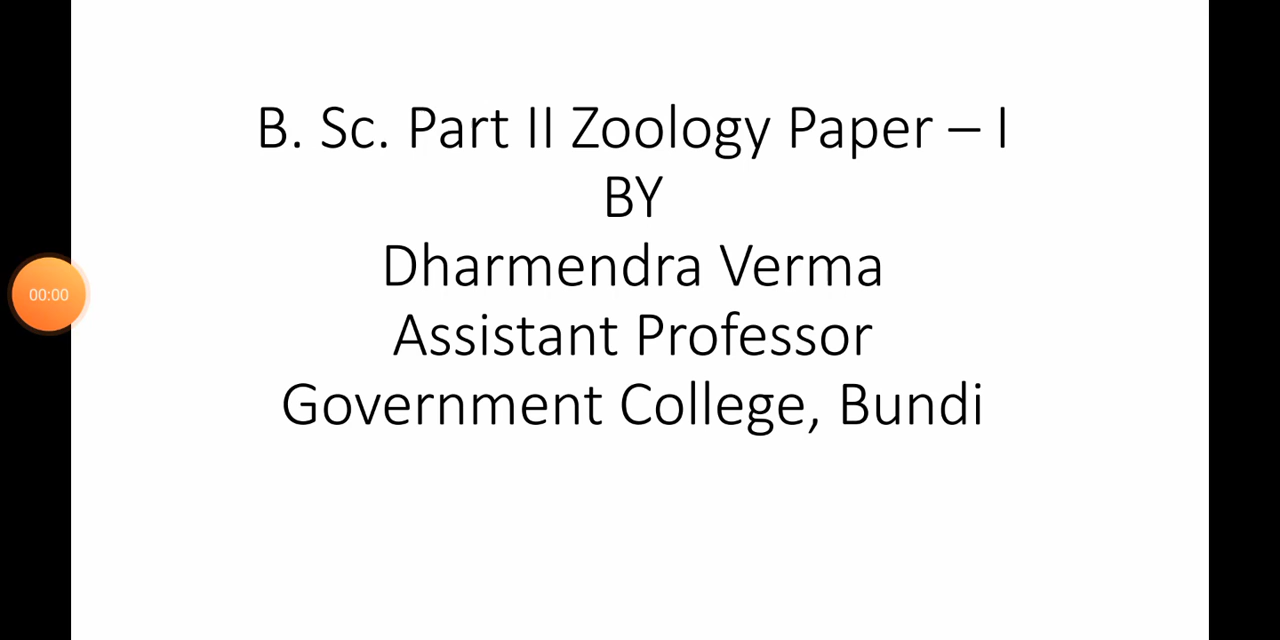 B. Sc. Part II Zoology Paper – I
BY
Dharmendra Verma
Assistant Professor
Government College, Bundi
00:00